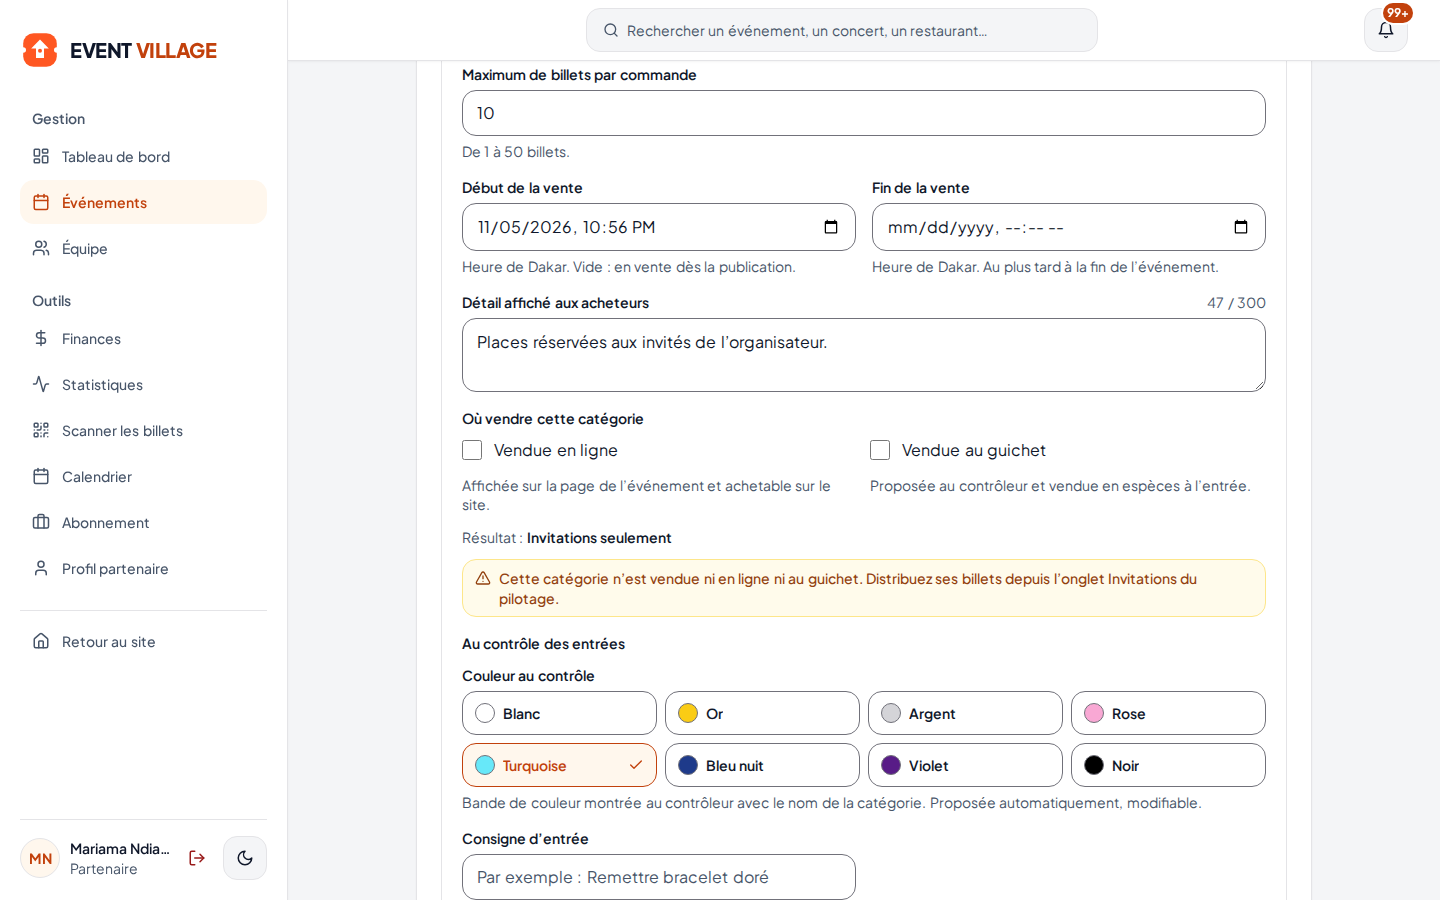 EVENT VILLAGE
Rechercher un événement, un concert, un restaurant…
99+
Gestion
Tableau de bord
Événements
Équipe
Outils
Finances
Statistiques
Scanner les billets
Calendrier
Abonnement
Profil partenaire
Retour au site
MN
Mariama Ndia…
Partenaire
Maximum de billets par commande
10
De 1 à 50 billets.
Début de la vente
Fin de la vente
11/05/2026, 10:56 PM
mm/dd/yyyy, --:-- --
Heure de Dakar. Vide : en vente dès la publication.
Heure de Dakar. Au plus tard à la fin de l’événement.
Détail affiché aux acheteurs
47 / 300
Places réservées aux invités de l’organisateur.
Où vendre cette catégorie
Vendue en ligne
Vendue au guichet
Affichée sur la page de l’événement et achetable sur le
site.
Proposée au contrôleur et vendue en espèces à l’entrée.
Résultat : Invitations seulement
Cette catégorie n’est vendue ni en ligne ni au guichet. Distribuez ses billets depuis l’onglet Invitations du
pilotage.
Au contrôle des entrées
Couleur au contrôle
Blanc
Or
Argent
Rose
Turquoise
Bleu nuit
Violet
Noir
Bande de couleur montrée au contrôleur avec le nom de la catégorie. Proposée automatiquement, modifiable.
Consigne d’entrée
Par exemple : Remettre bracelet doré